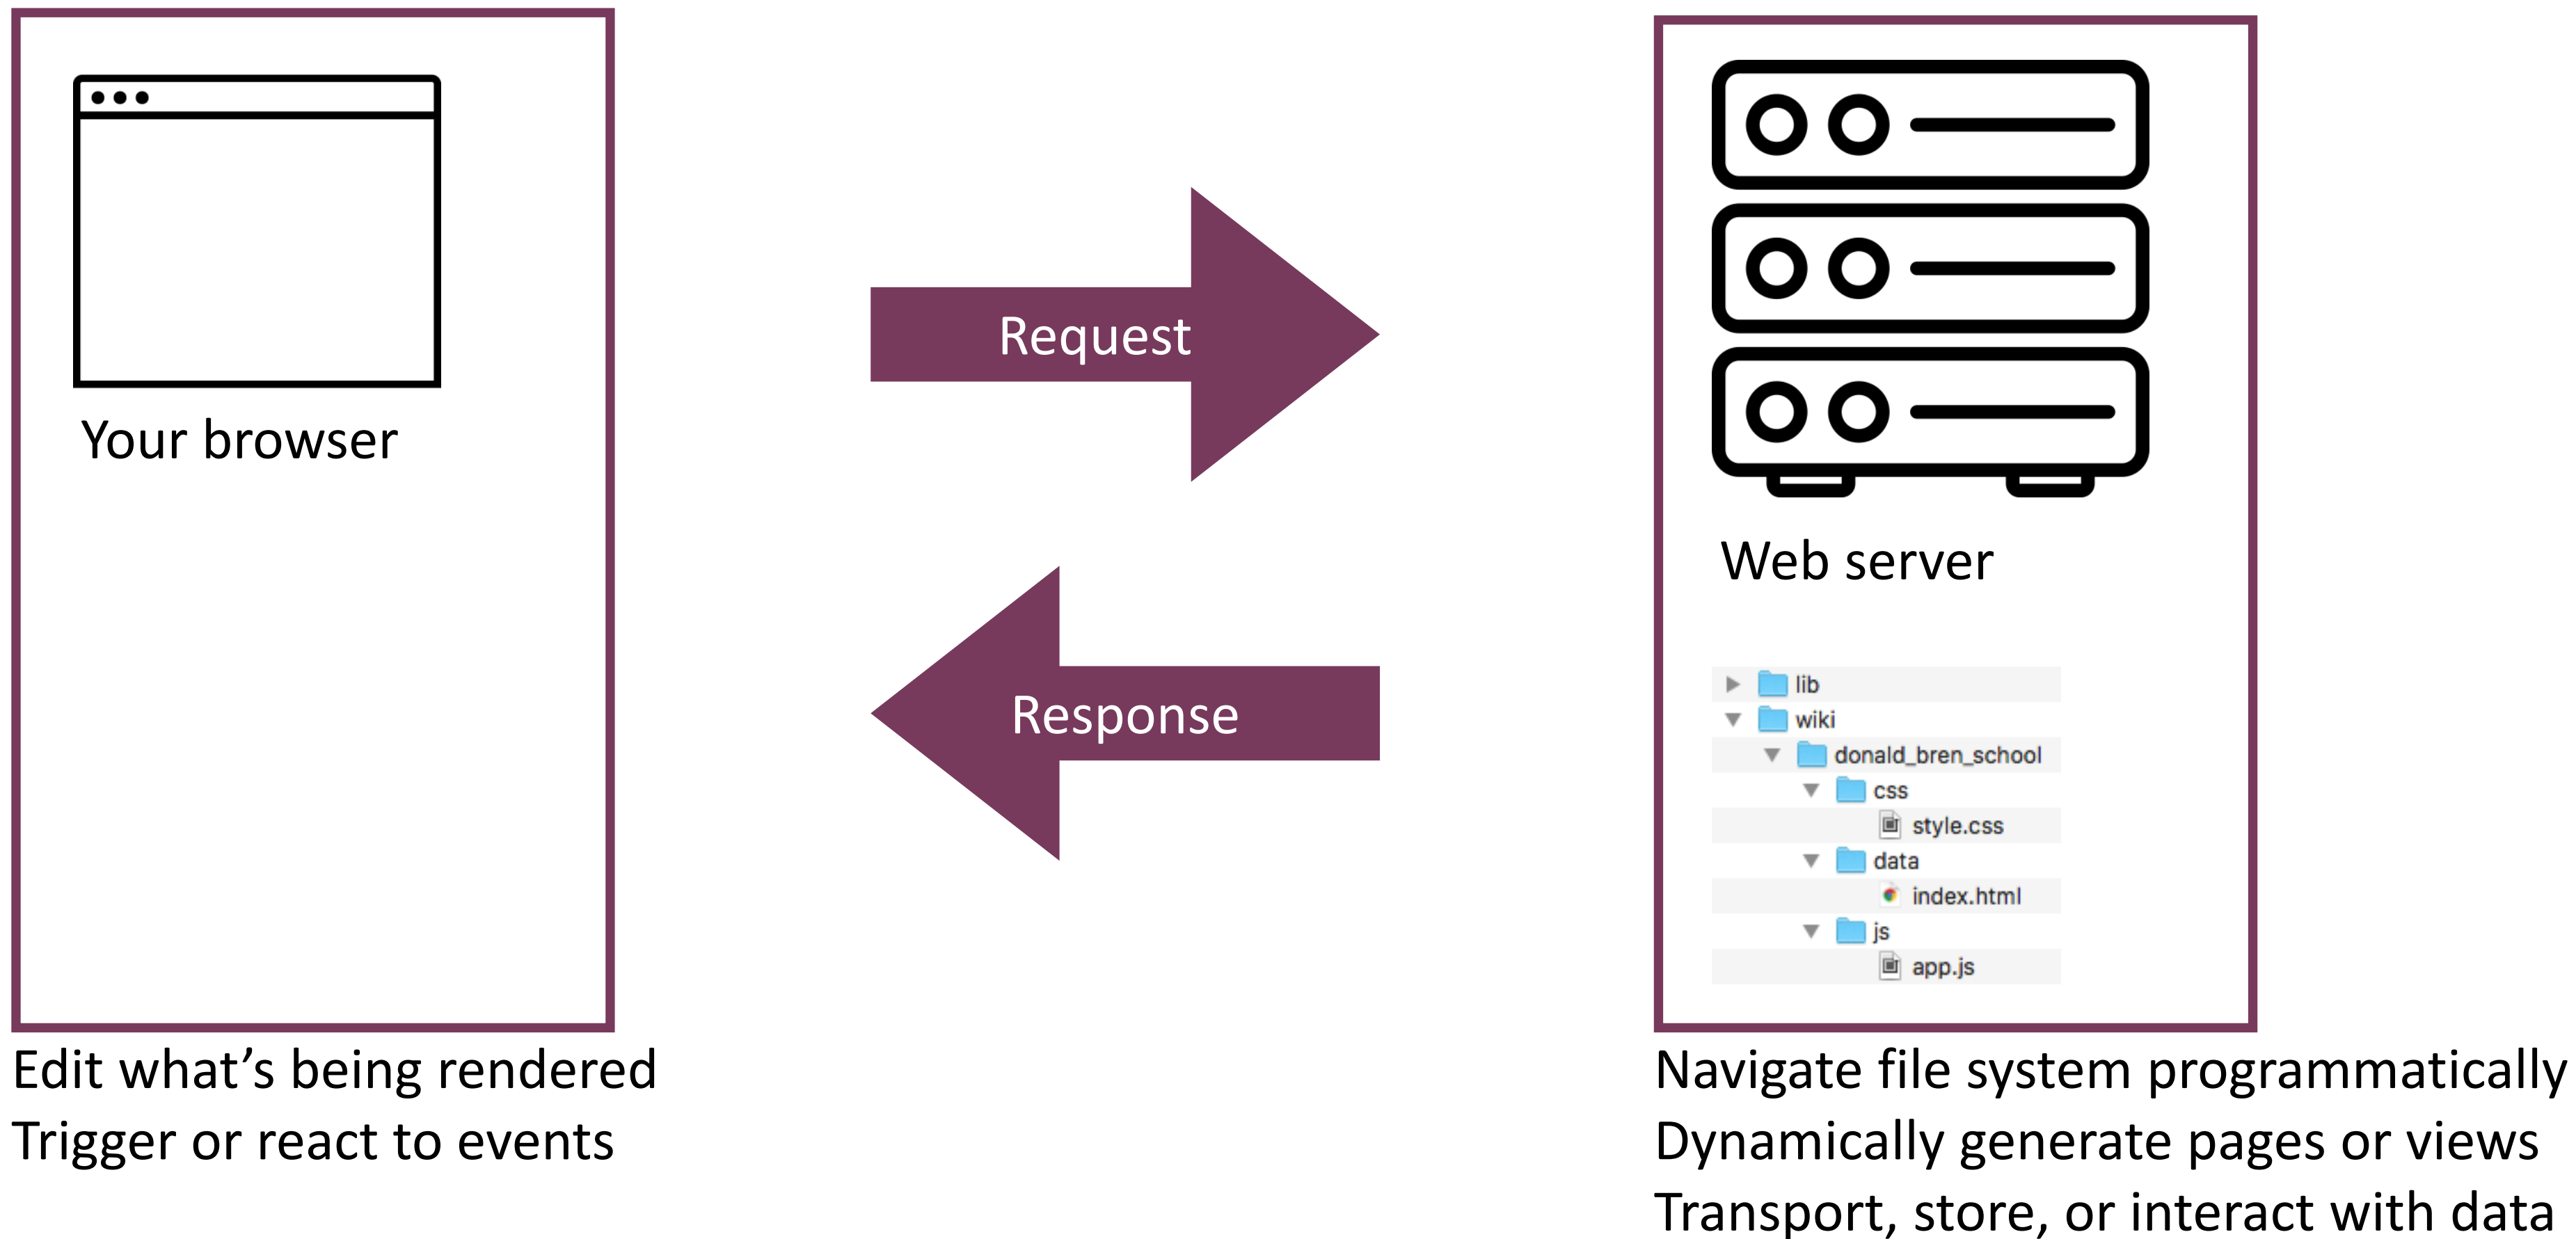 Your browser
Edit what’s being rendered
Trigger or react to events
Request
Response
Web server
lib
wiki
donald_bren_school
css
style.css
data
index.html
js
app.js
Navigate file system programmatically
Dynamically generate pages or views
Transport, store, or interact with data